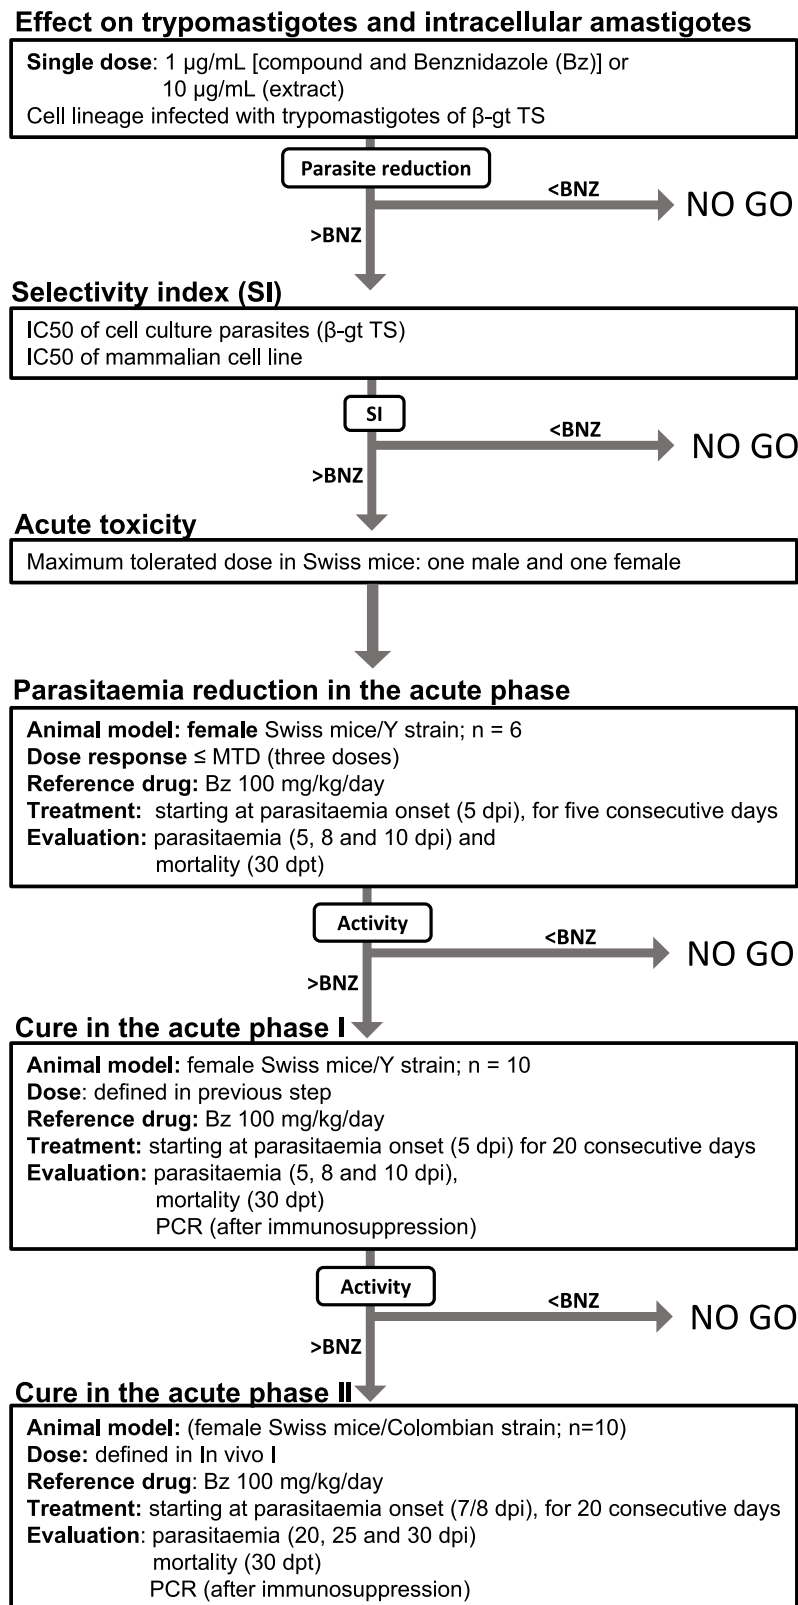 Effect on trypomastigotes and intracellular amastigotes
Single dose: 1 µg/mL [compound and Benznidazole (Bz)] or
10 µg/mL (extract)
Cell lineage infected with trypomastigotes of β-gt TS
Parasite reduction
<BNZ
NO GO
>BNZ
Selectivity index (SI)
IC50 of cell culture parasites (β-gt TS)
IC50 of mammalian cell line
SI
<BNZ
NO GO
>BNZ
Acute toxicity
Maximum tolerated dose in Swiss mice: one male and one female
Parasitaemia reduction in the acute phase
Animal model: female Swiss mice/Y strain; n = 6
Dose response ≤ MTD (three doses)
Reference drug: Bz 100 mg/kg/day
Treatment: starting at parasitaemia onset (5 dpi), for five consecutive days
Evaluation: parasitaemia (5, 8 and 10 dpi) and
mortality (30 dpt)
Activity
<BNZ
NO GO
>BNZ
Cure in the acute phase I
Animal model: female Swiss mice/Y strain; n = 10
Dose: defined in previous step
Reference drug: Bz 100 mg/kg/day
Treatment: starting at parasitaemia onset (5 dpi) for 20 consecutive days
Evaluation: parasitaemia (5, 8 and 10 dpi),
mortality (30 dpt)
PCR (after immunosuppression)
Activity
<BNZ
NO GO
>BNZ
Cure in the acute phase II
Animal model: (female Swiss mice/Colombian strain; n=10)
Dose: defined in In vivo I
Reference drug: Bz 100 mg/kg/day
Treatment: starting at parasitaemia onset (7/8 dpi), for 20 consecutive days
Evaluation: parasitaemia (20, 25 and 30 dpi)
mortality (30 dpt)
PCR (after immunosuppression)